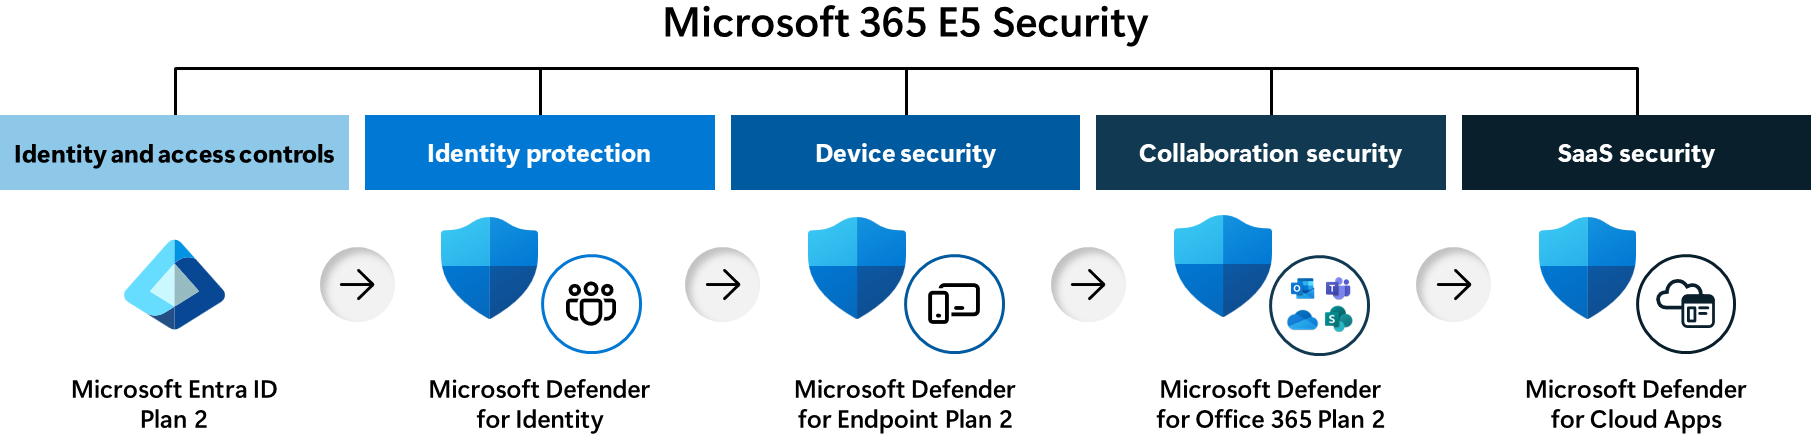 Microsoft 365 E5 Security
Identity and access controls
Identity protection
Device security
Collaboration security
SaaS security
O
T
S
Microsoft Entra ID
Plan 2
Microsoft Defender
for Identity
Microsoft Defender
for Endpoint Plan 2
Microsoft Defender
for Office 365 Plan 2
Microsoft Defender
for Cloud Apps